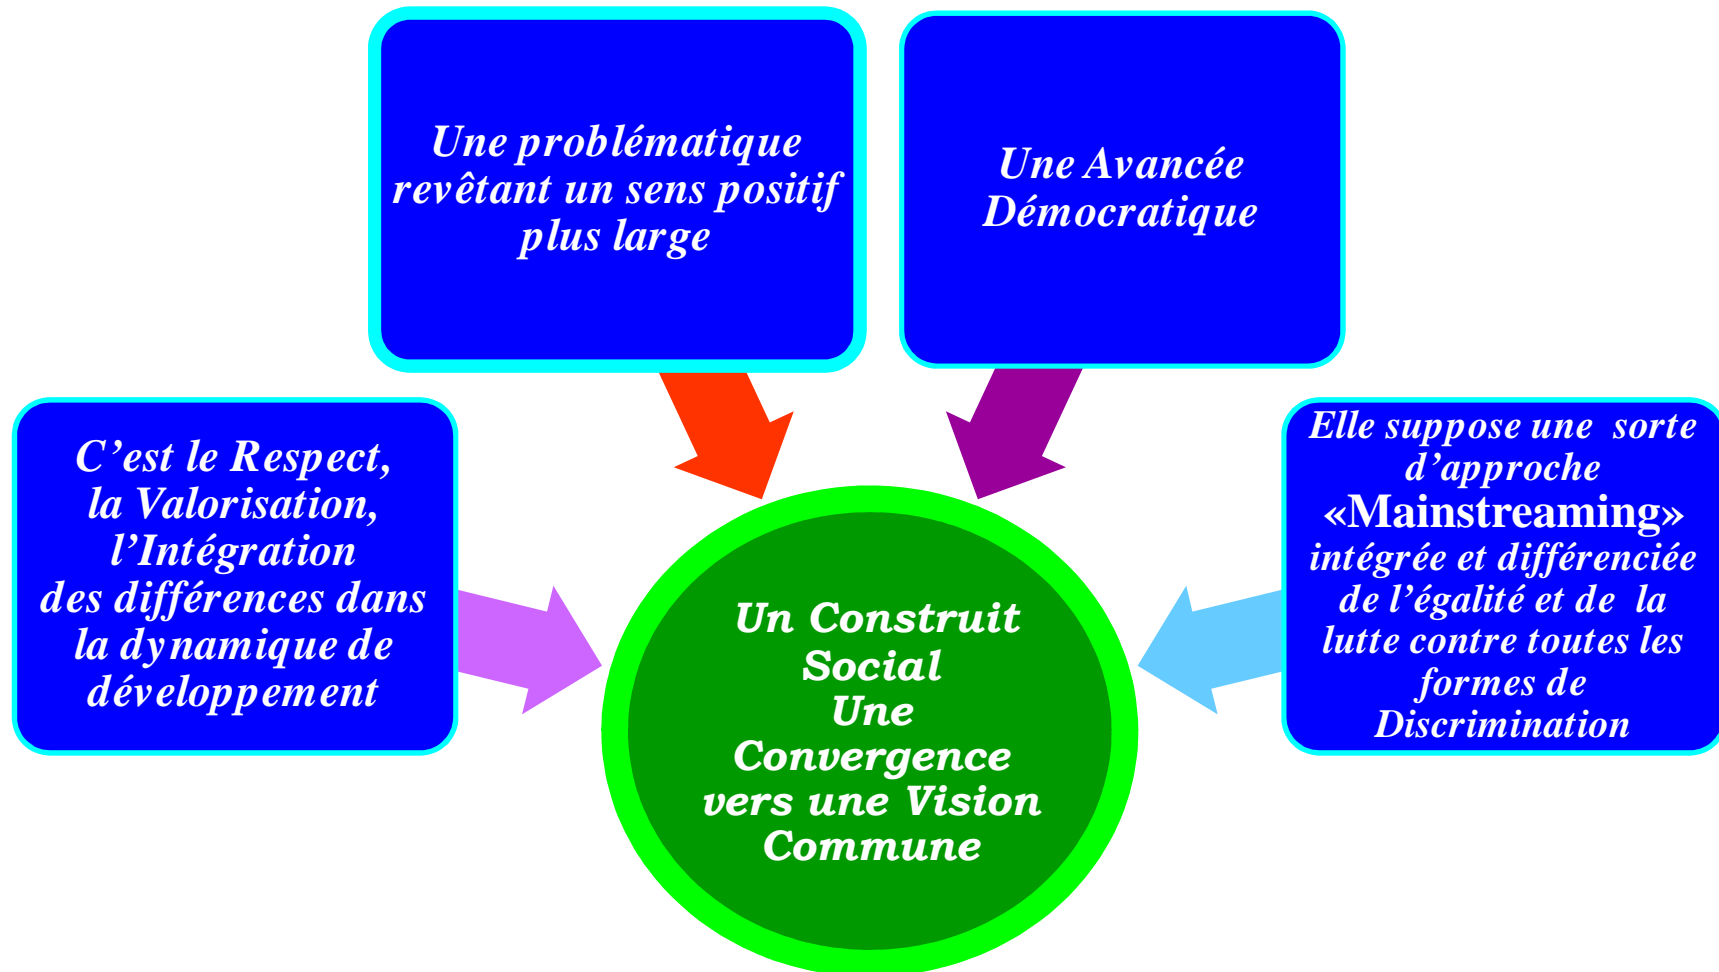 Une problématique
revêtant un sens positif
plus large
Une Avancée
Démocratique
C’est le Respect,
la Valorisation,
l’Intégration
des différences dans
la dynamique de
développement
Elle suppose une sorte
d’approche
«Mainstreaming»
intégrée et différenciée
de l’égalité et de la
lutte contre toutes les
formes de
Discrimination
Un Construit
Social
Une
Convergence
vers une Vision
Commune